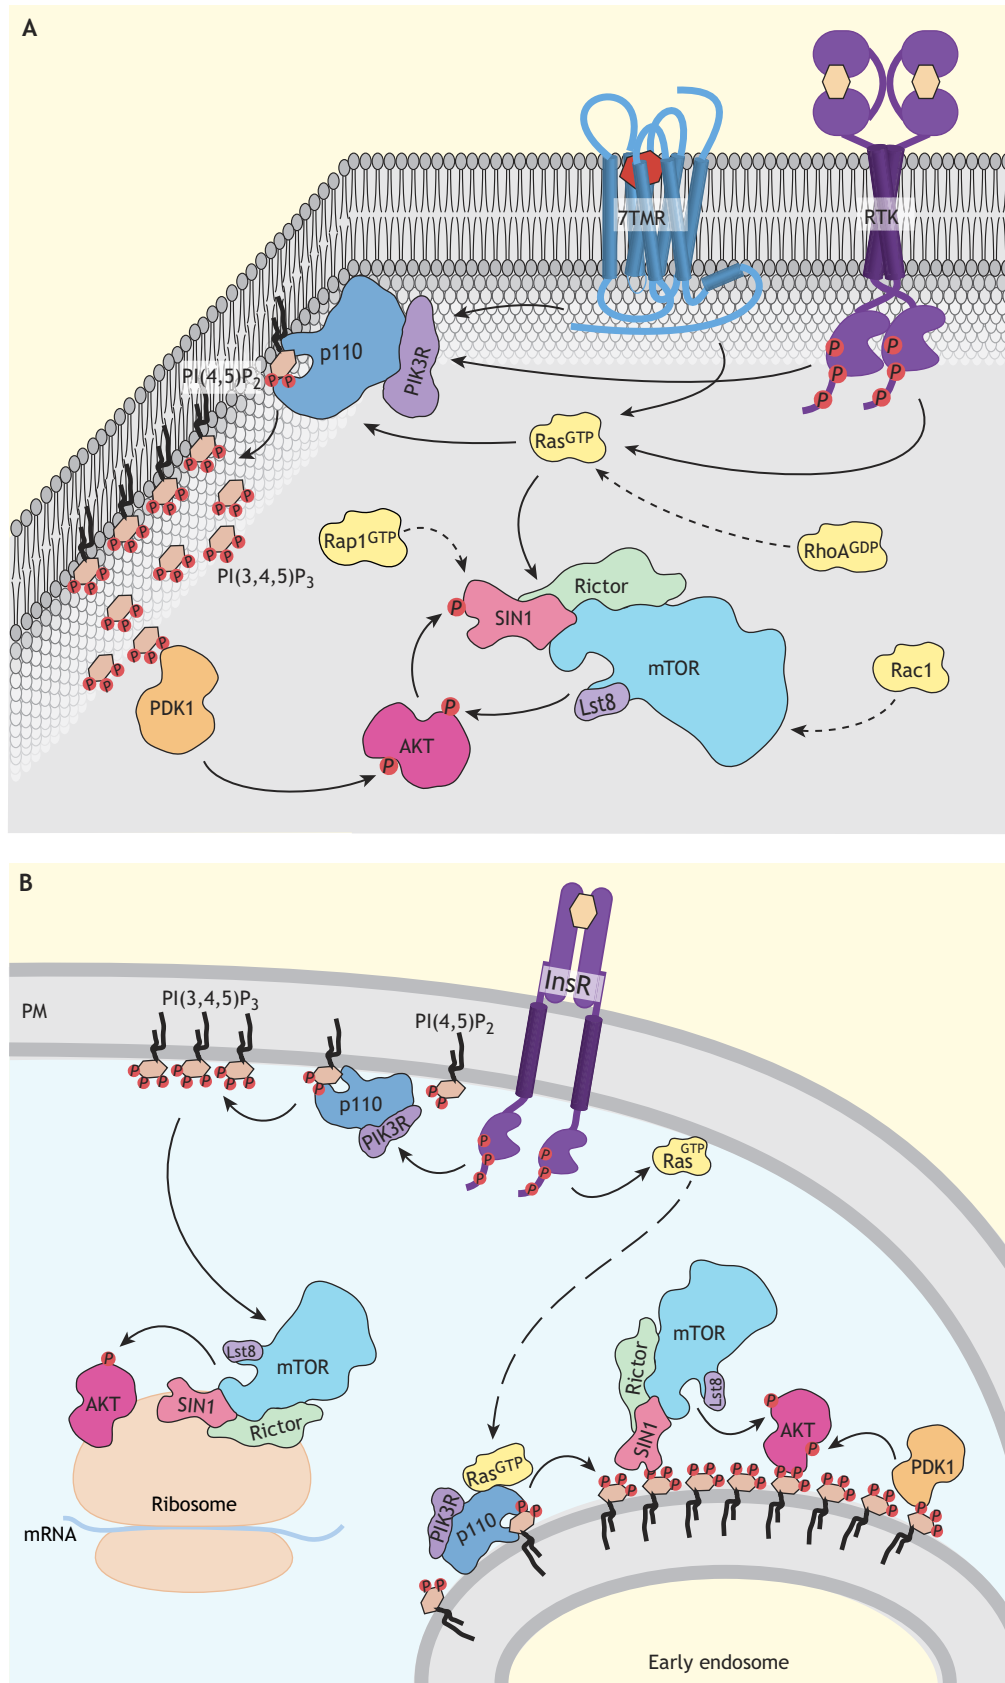 A
7TMR
RTK
p110
PIK3R
PI(4,5)P2
Ras GTP
Rap1 GTP
RhoA GDP
PI(3,4,5)P3
Rictor
SIN1
mTOR
Rac1
Lst8
PDK1
AKT
P
B
InsR
PM
PI(3,4,5)P3
PI(4,5)P2
p110
PIK3R
Ras GTP
mTOR
Rictor
Lst8
SIN1
AKT
PDK1
Lst8
mTOR
AKT
SIN1
Rictor
Ribosome
mRNA
Ras GTP
PIK3R
p110
Early endosome